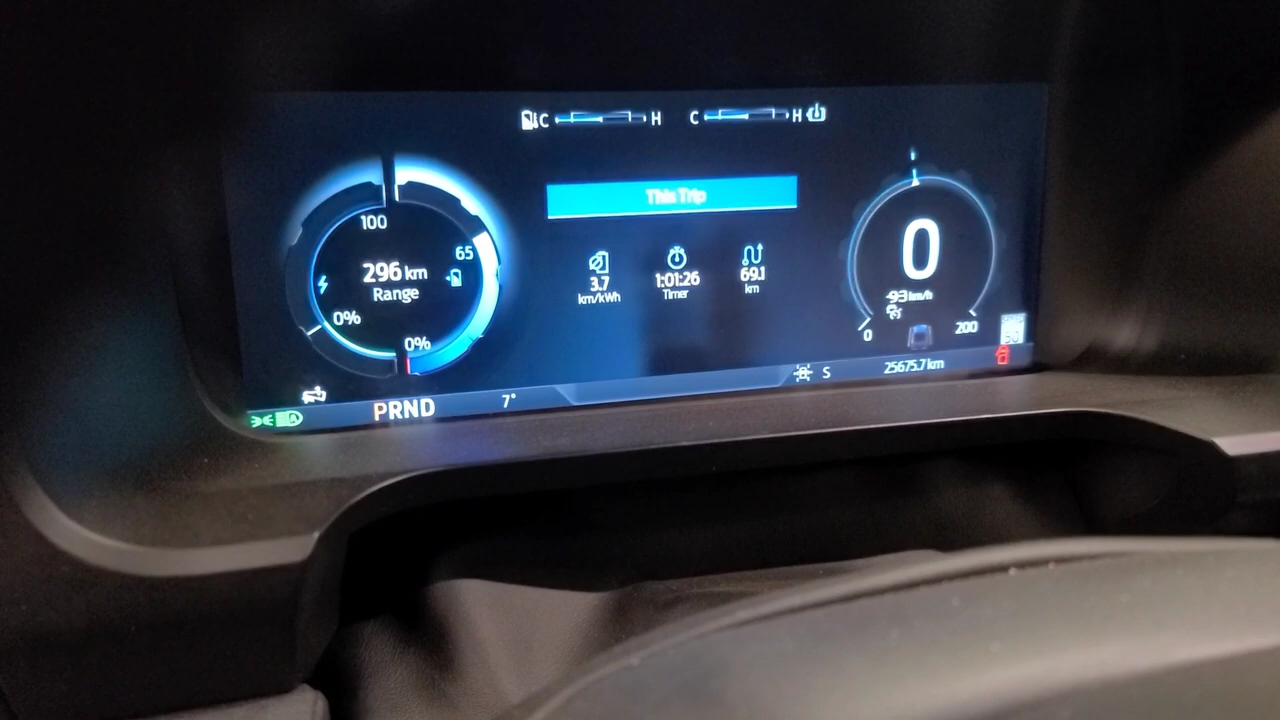 C H C H
This Trip
100
65
296 km
Range
0%
0%
3.7
km/kWh
1:01:26
Timer
69.1
km
0
93 km/h
0
200
PRND
7°
S
25675.7 km